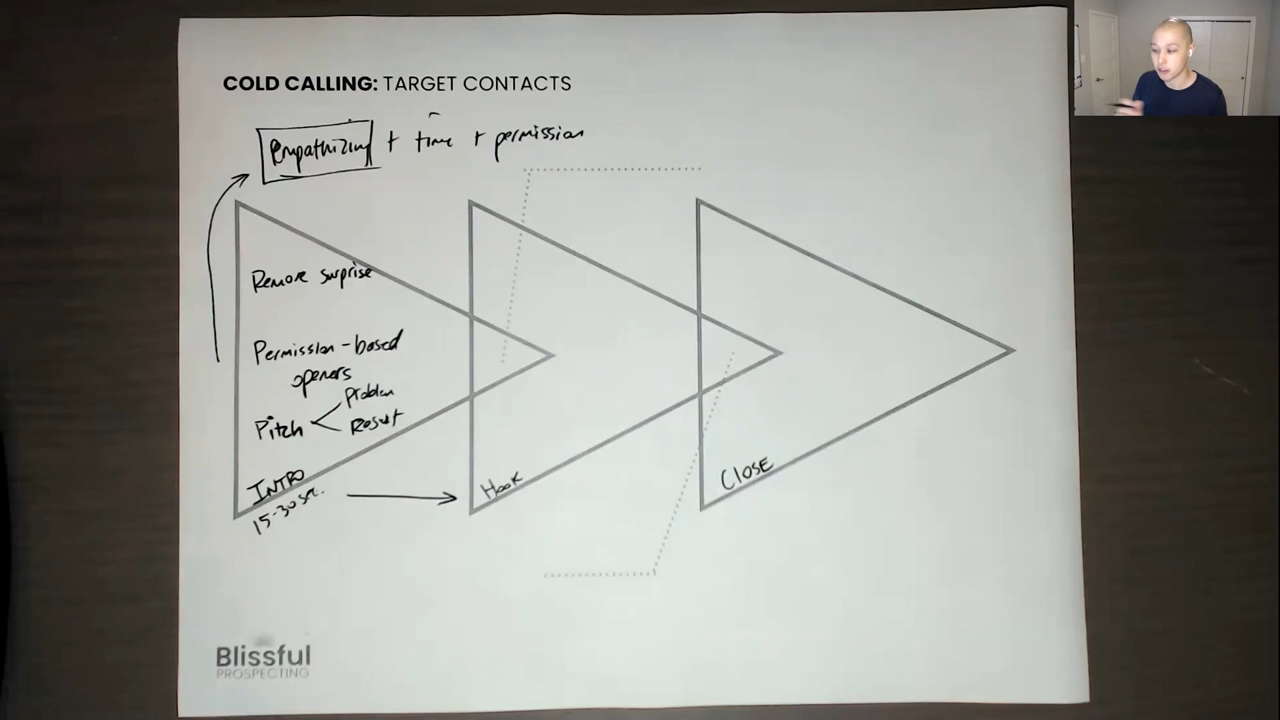 COLD CALLING: TARGET CONTACTS
empathizing + time + permission
Remove surprise
Permission-based
openers
Pitch < Problem
Result
INTRO
15-30 sec.
Hook
CLOSE
Blissful
PROSPECTING